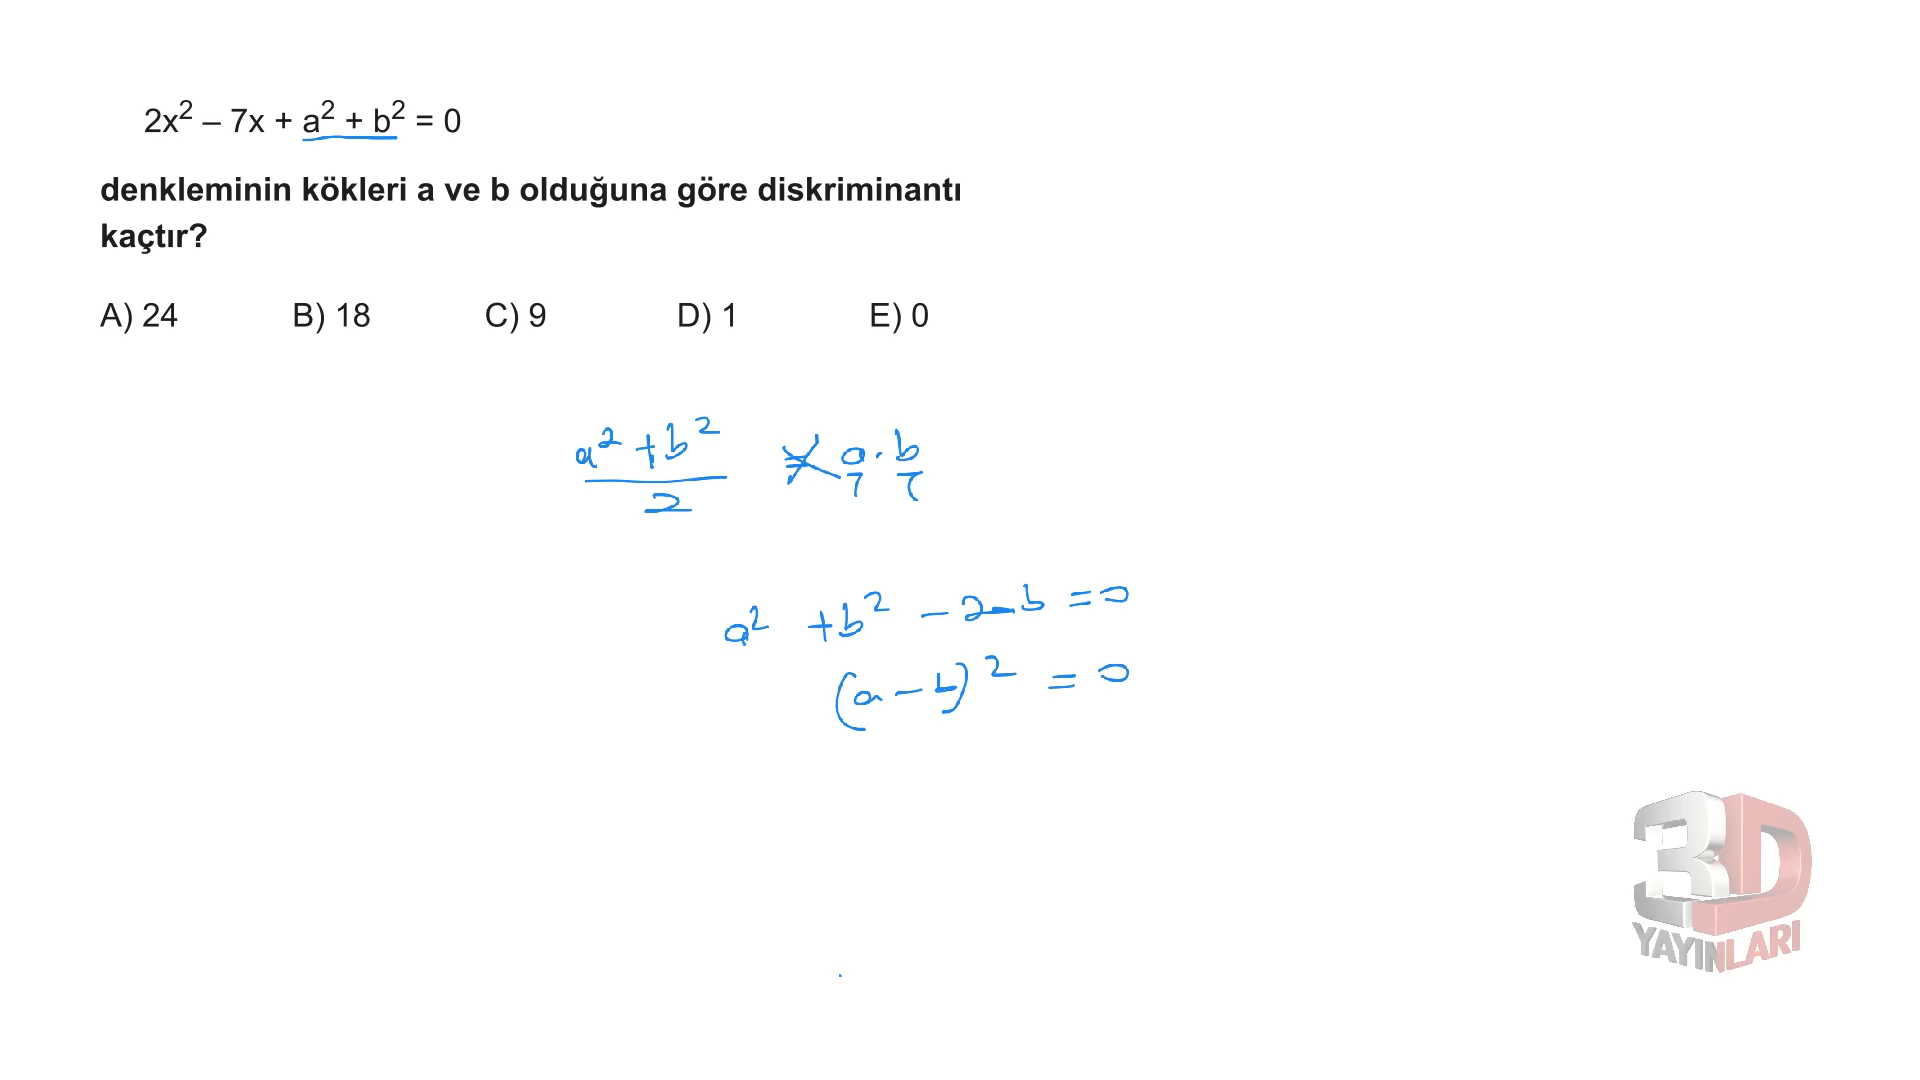 2x² – 7x + a² + b² = 0
denkleminin kökleri a ve b olduğuna göre diskriminantı
kaçtır?
A) 24 B) 18 C) 9 D) 1 E) 0
a² + b² / 2 = a . b
a² + b² - 2ab = 0
(a - b)² = 0
3D
YAYINLARI